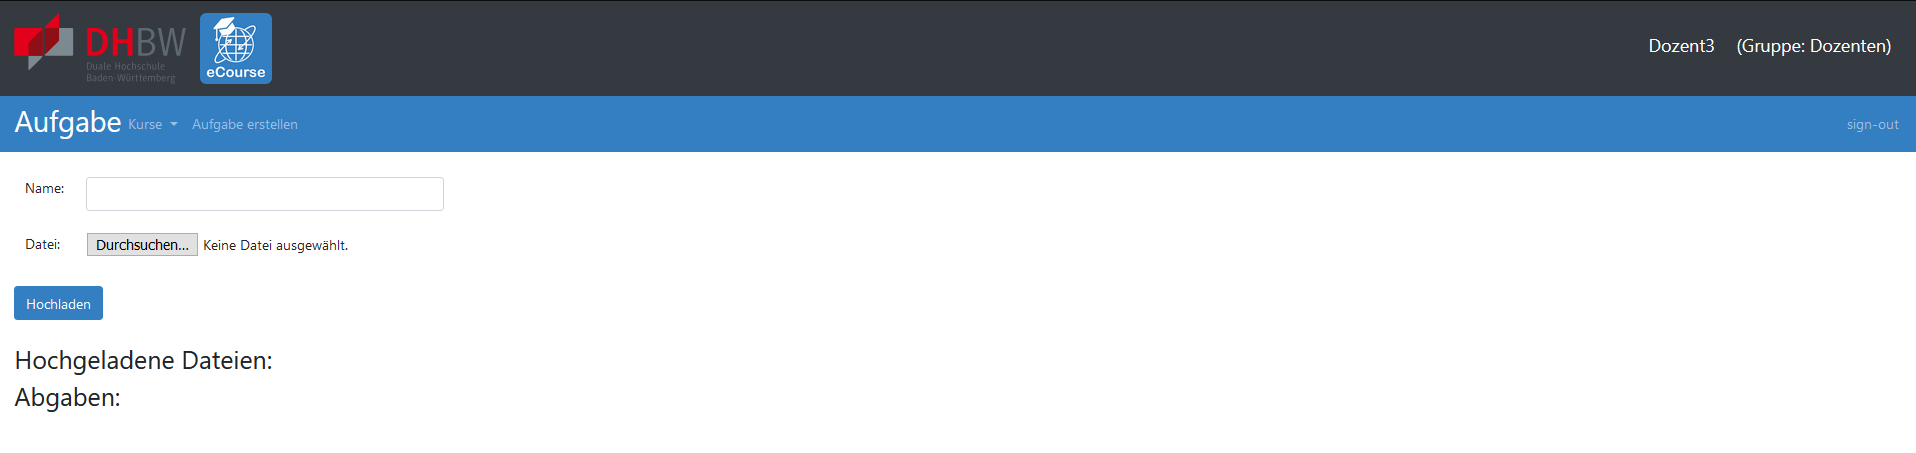 DHBW
Duale Hochschule
Baden-Württemberg
eCourse
Dozent3 (Gruppe: Dozenten)
Aufgabe Kurse Aufgabe erstellen sign-out
Name:
Datei: Durchsuchen... Keine Datei ausgewählt.
Hochladen
Hochgeladene Dateien:
Abgaben: